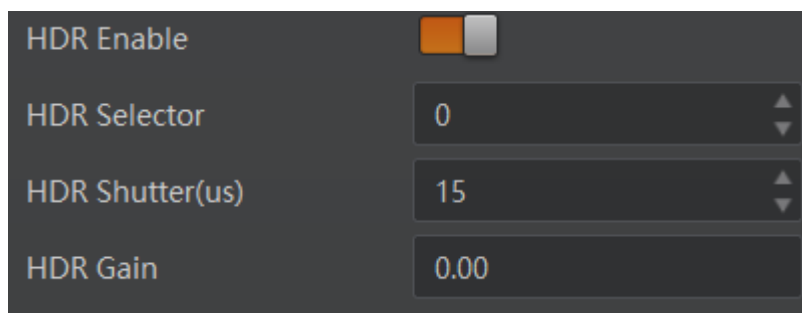 HDR Enable
HDR Selector 0
HDR Shutter(us) 15
HDR Gain 0.00